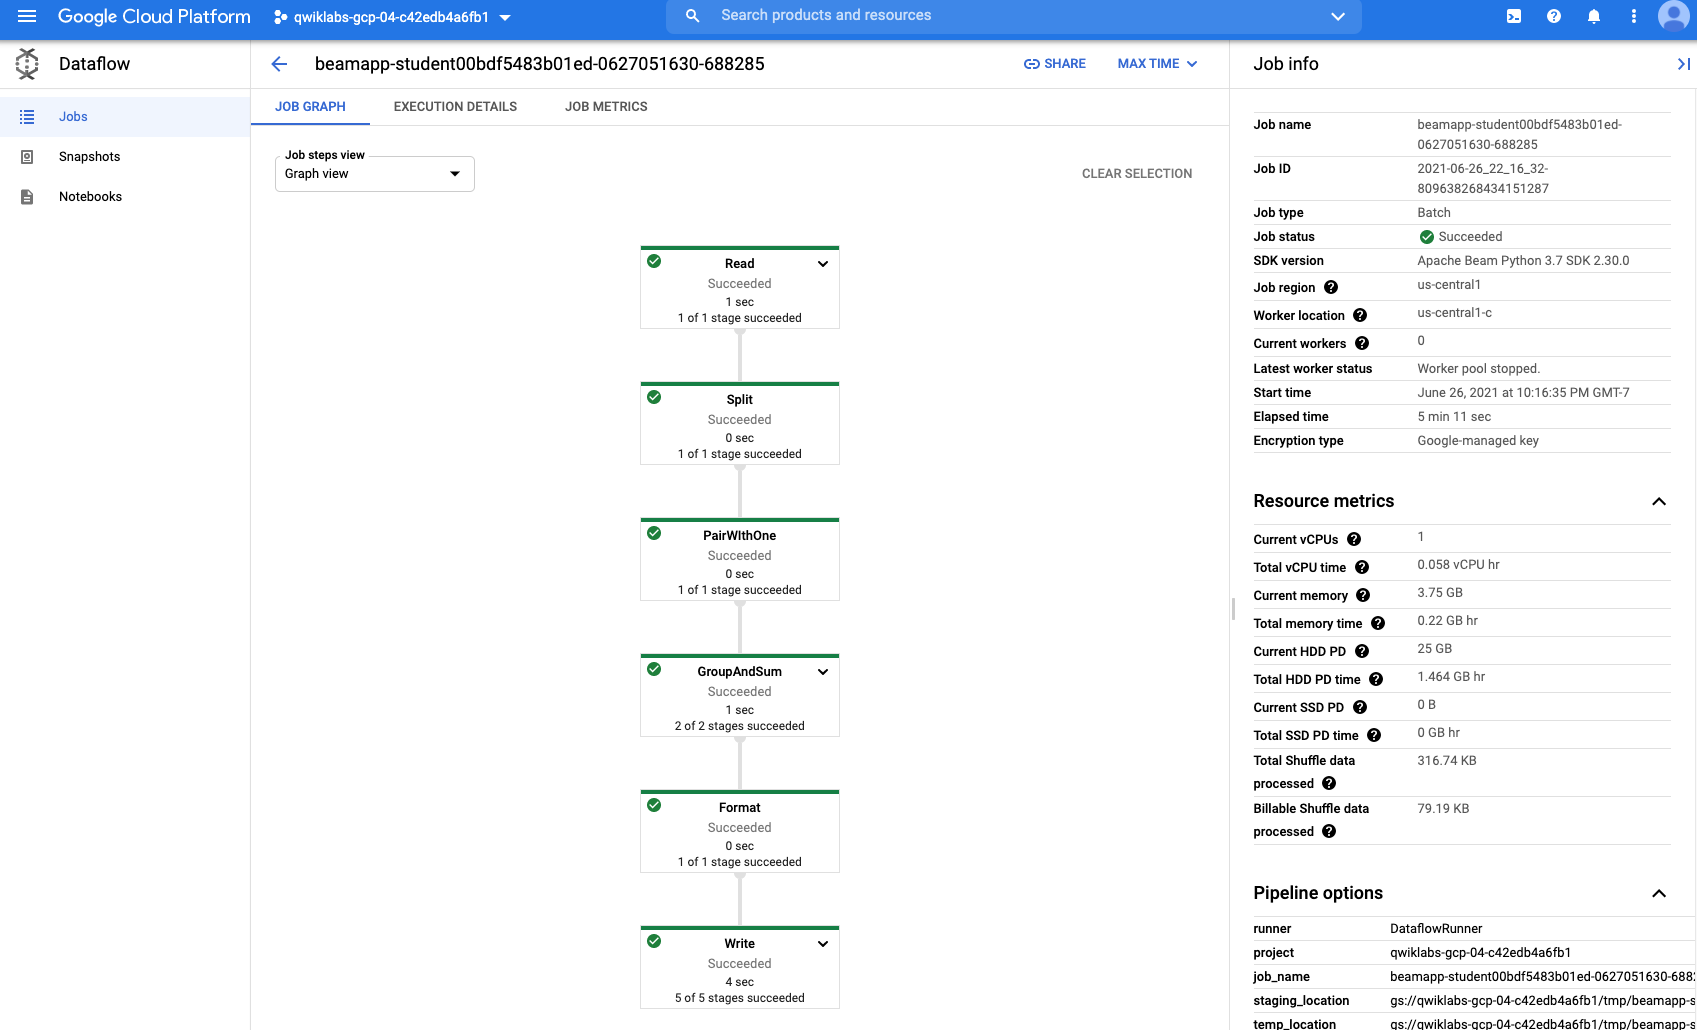 Google Cloud Platform
qwiklabs-gcp-04-c42edb4a6fb1
Search products and resources
Dataflow
Jobs
Snapshots
Notebooks
beamapp-student00bdf5483b01ed-0627051630-688285
SHARE
MAX TIME
JOB GRAPH
EXECUTION DETAILS
JOB METRICS
Job steps view
Graph view
CLEAR SELECTION
Read
Succeeded
1 sec
1 of 1 stage succeeded
Split
Succeeded
0 sec
1 of 1 stage succeeded
PairWIthOne
Succeeded
0 sec
1 of 1 stage succeeded
GroupAndSum
Succeeded
1 sec
2 of 2 stages succeeded
Format
Succeeded
0 sec
1 of 1 stage succeeded
Write
Succeeded
4 sec
5 of 5 stages succeeded
Job info
Job name beamapp-student00bdf5483b01ed-
0627051630-688285
Job ID 2021-06-26_22_16_32-
809638268434151287
Job type Batch
Job status Succeeded
SDK version Apache Beam Python 3.7 SDK 2.30.0
Job region ? us-central1
Worker location ? us-central1-c
Current workers ? 0
Latest worker status Worker pool stopped.
Start time June 26, 2021 at 10:16:35 PM GMT-7
Elapsed time 5 min 11 sec
Encryption type Google-managed key
Resource metrics
Current vCPUs ? 1
Total vCPU time ? 0.058 vCPU hr
Current memory ? 3.75 GB
Total memory time ? 0.22 GB hr
Current HDD PD ? 25 GB
Total HDD PD time ? 1.464 GB hr
Current SSD PD ? 0 B
Total SSD PD time ? 0 GB hr
Total Shuffle data 316.74 KB
processed ?
Billable Shuffle data 79.19 KB
processed ?
Pipeline options
runner DataflowRunner
project qwiklabs-gcp-04-c42edb4a6fb1
job_name beamapp-student00bdf5483b01ed-0627051630-688
staging_location gs://qwiklabs-gcp-04-c42edb4a6fb1/tmp/beamapp-s
temp_location gs://qwiklabs-gcp-04-c42edb4a6fb1/tmp/beamapp-s